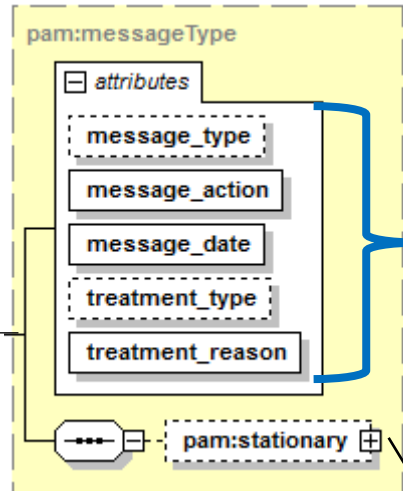 pam:messageType
attributes
message_type
message_action
message_date
treatment_type
treatment_reason
pam:stationary